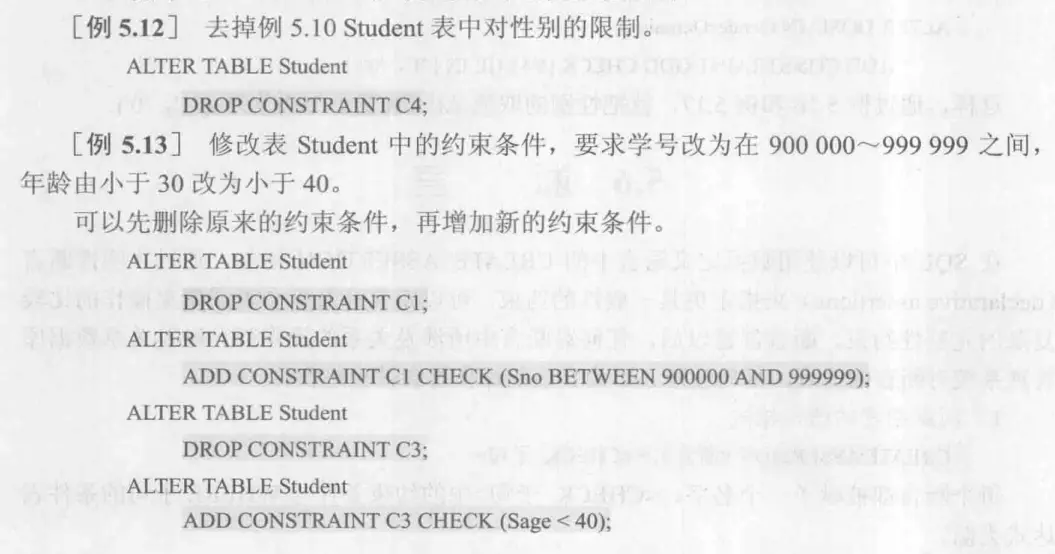 [例 5.12] 去掉例 5.10 Student 表中对性别的限制。
ALTER TABLE Student
DROP CONSTRAINT C4;
[例 5.13] 修改表 Student 中的约束条件，要求学号改为在 900 000～999 999 之间，
年龄由小于 30 改为小于 40。
可以先删除原来的约束条件，再增加新的约束条件。
ALTER TABLE Student
DROP CONSTRAINT C1;
ALTER TABLE Student
ADD CONSTRAINT C1 CHECK (Sno BETWEEN 900000 AND 999999);
ALTER TABLE Student
DROP CONSTRAINT C3;
ALTER TABLE Student
ADD CONSTRAINT C3 CHECK (Sage < 40);